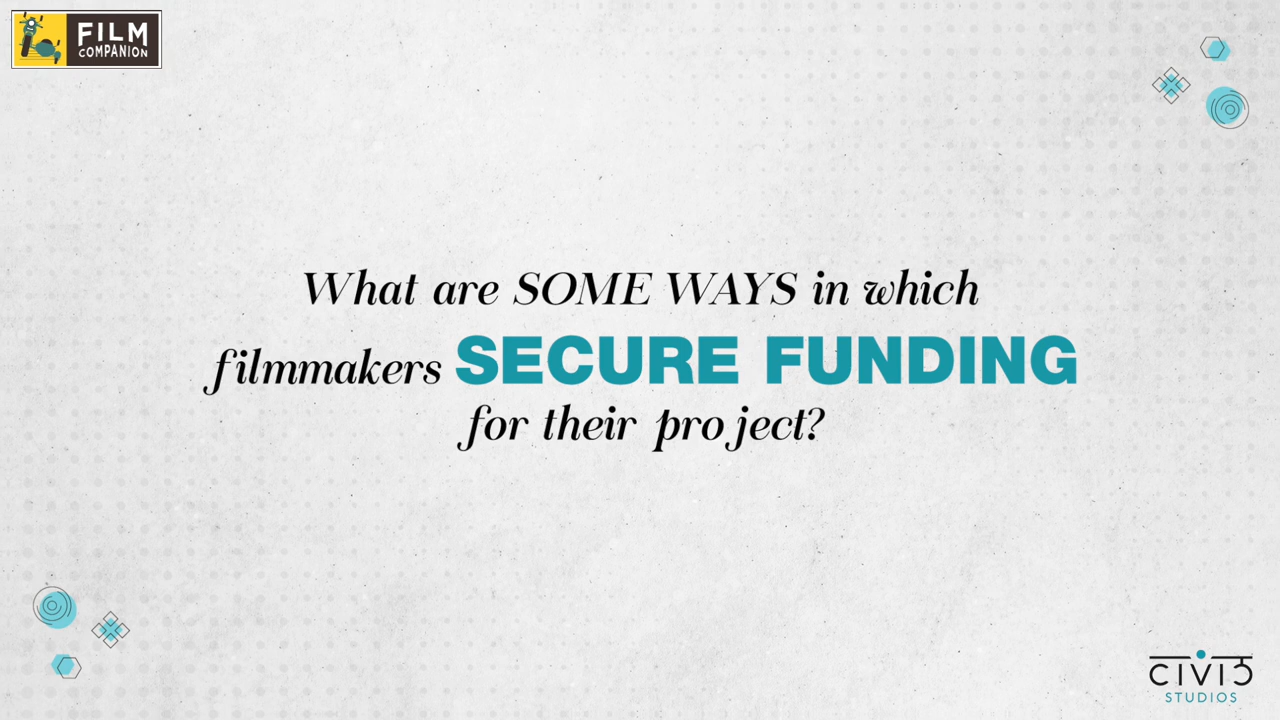 FILM
COMPANION
What are SOME WAYS in which
filmmakers SECURE FUNDING
for their project?
CIVIC
STUDIOS